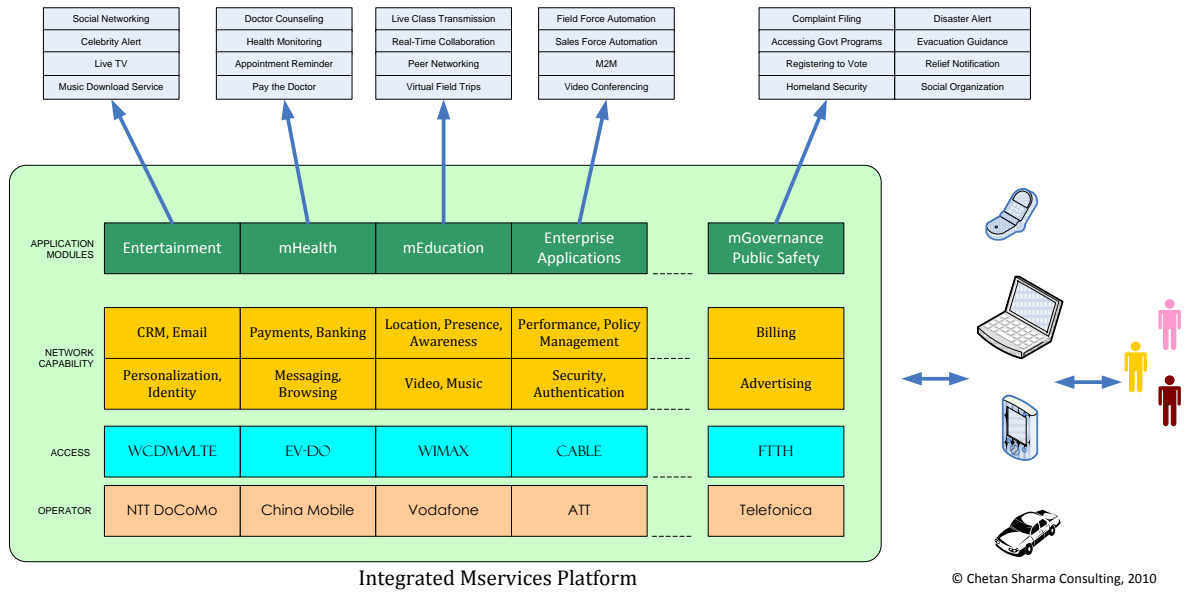 Social Networking
Celebrity Alert
Live TV
Music Download Service
Doctor Counseling
Health Monitoring
Appointment Reminder
Pay the Doctor
Live Class Transmission
Real-Time Collaboration
Peer Networking
Virtual Field Trips
Field Force Automation
Sales Force Automation
M2M
Video Conferencing
Complaint Filing
Disaster Alert
Accessing Govt Programs
Evacuation Guidance
Registering to Vote
Relief Notification
Homeland Security
Social Organization
APPLICATION
MODULES
Entertainment
mHealth
mEducation
Enterprise
Applications
mGovernance
Public Safety
NETWORK
CAPABILITY
CRM, Email
Payments, Banking
Location, Presence,
Awareness
Performance, Policy
Management
Billing
Personalization,
Identity
Messaging,
Browsing
Video, Music
Security,
Authentication
Advertising
ACCESS
WCDMA/LTE
EV-DO
WIMAX
CABLE
FTTH
OPERATOR
NTT DoCoMo
China Mobile
Vodafone
ATT
Telefonica
Integrated Mservices Platform
© Chetan Sharma Consulting, 2010